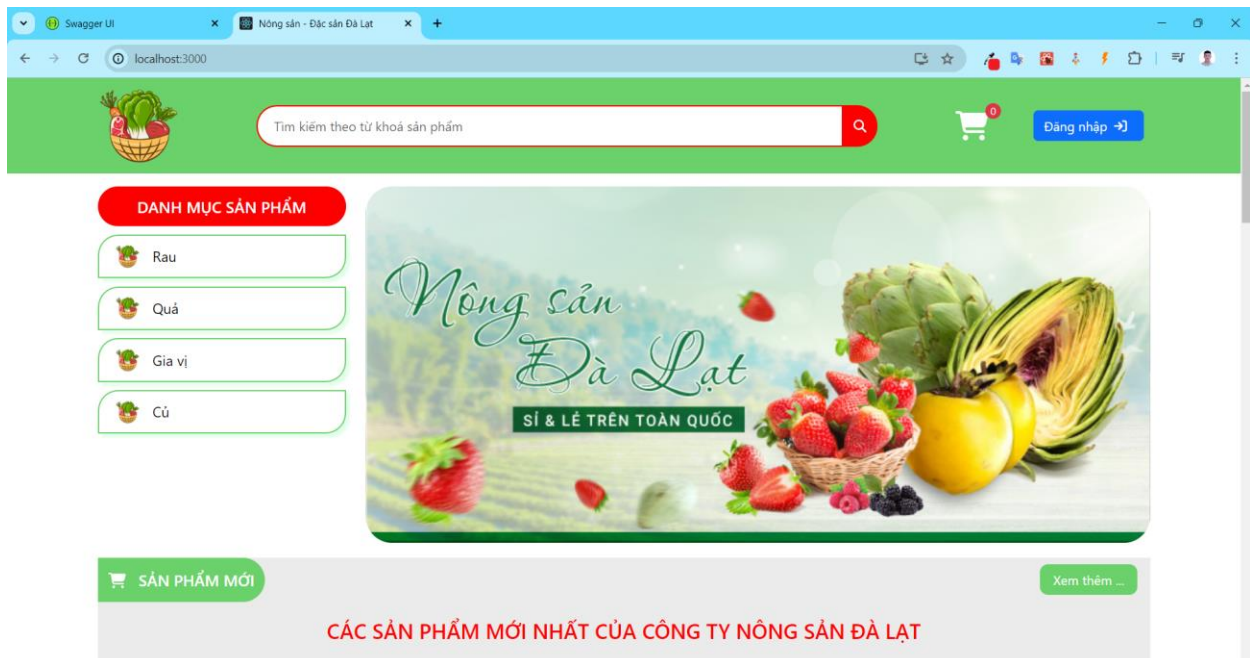 Swagger UI
Nông sản - Đặc sản Đà Lạt
localhost:3000
Tìm kiếm theo từ khoá sản phẩm
0
Đăng nhập
DANH MỤC SẢN PHẨM
Rau
Quả
Gia vị
Củ
Nông sản
Đà Lạt
SỈ & LẺ TRÊN TOÀN QUỐC
SẢN PHẨM MỚI
Xem thêm ...
CÁC SẢN PHẨM MỚI NHẤT CỦA CÔNG TY NÔNG SẢN ĐÀ LẠT